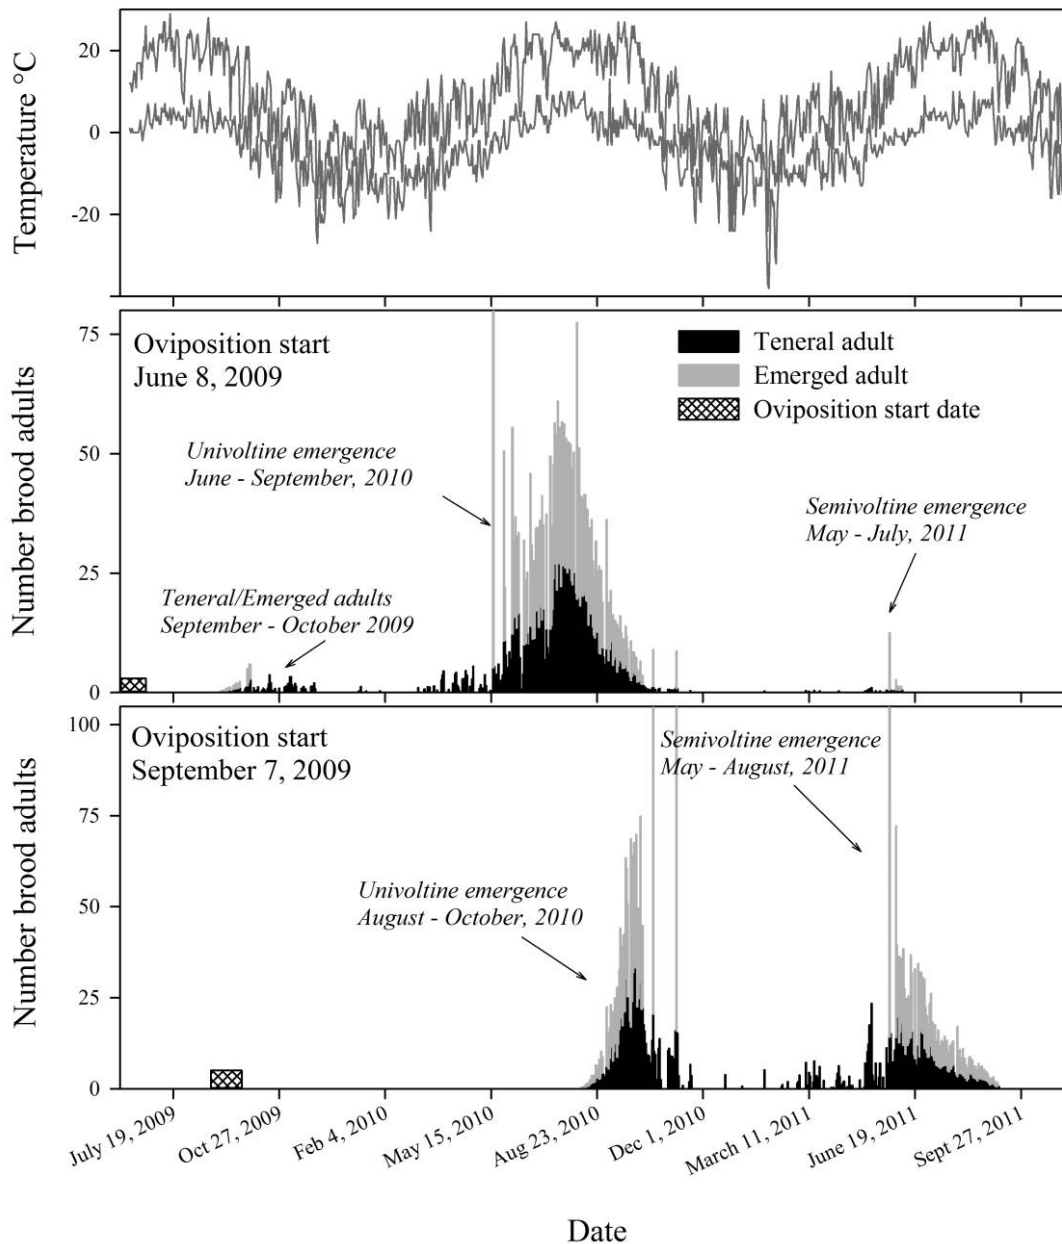 Temperature °C
20
0
-20
Number brood adults
75
50
25
0
Oviposition start
June 8, 2009
Teneral adult
Emerged adult
Oviposition start date
Univoltine emergence
June - September, 2010
Semivoltine emergence
May - July, 2011
Teneral/Emerged adults
September - October 2009
Number brood adults
100
75
50
25
0
Oviposition start
September 7, 2009
Semivoltine emergence
May - August, 2011
Univoltine emergence
August - October, 2010
July 19, 2009
Oct 27, 2009
Feb 4, 2010
May 15, 2010
Aug 23, 2010
Dec 1, 2010
March 11, 2011
June 19, 2011
Sept 27, 2011
Date